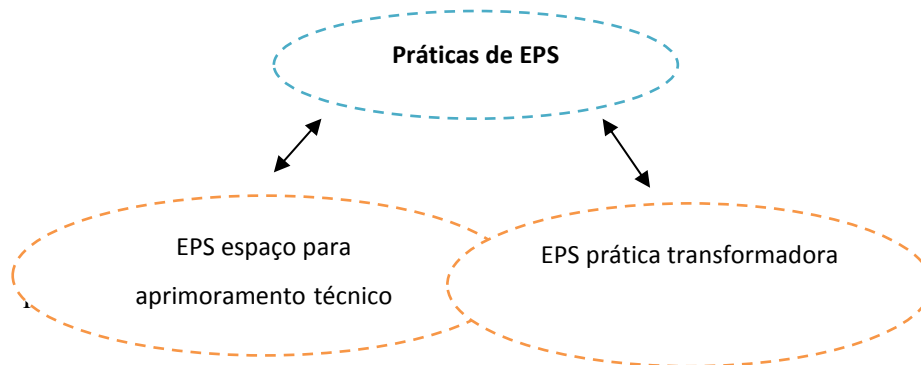 Práticas de EPS
EPS espaço para
aprimoramento técnico
EPS prática transformadora